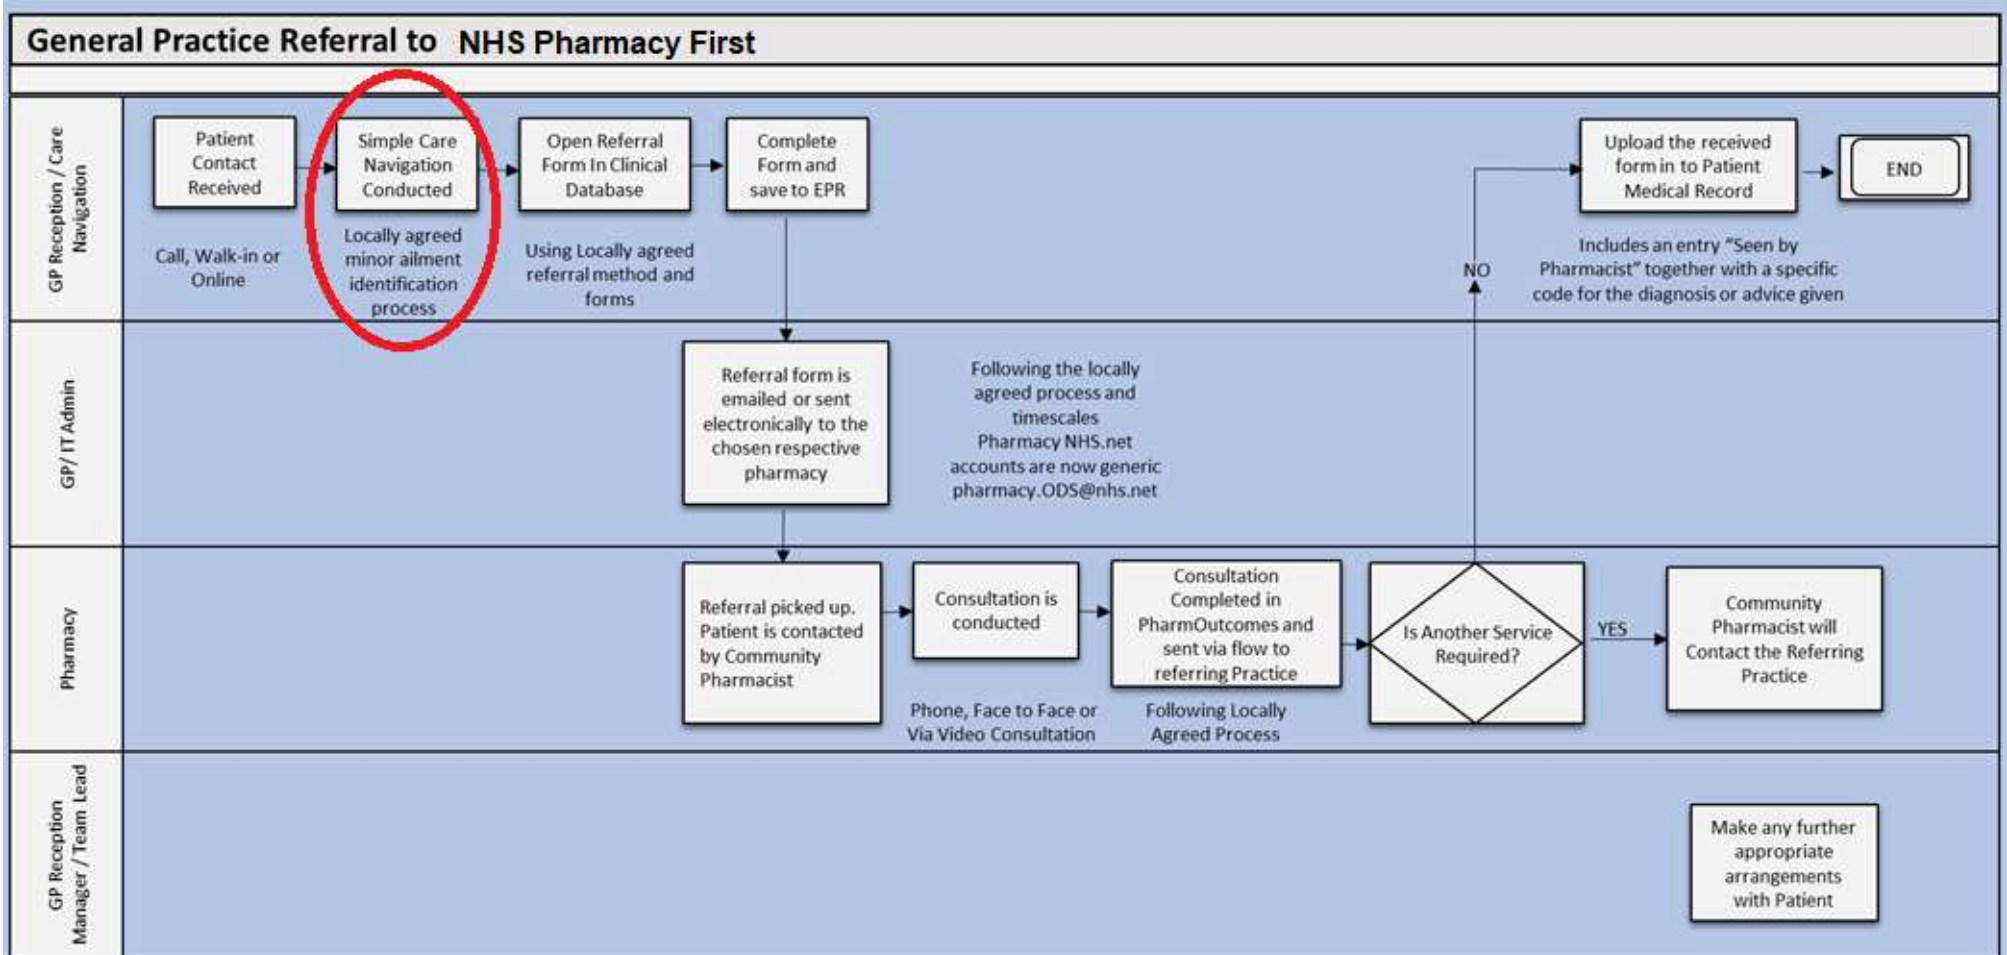 General Practice Referral to NHS Pharmacy First
GP Reception / Care
Navigation
Patient
Contact
Received
Call, Walk-in or
Online
Simple Care
Navigation
Conducted
Locally agreed
minor ailment
identification
process
Open Referral
Form In Clinical
Database
Using Locally agreed
referral method and
forms
Complete
Form and
save to EPR
Upload the received
form in to Patient
Medical Record
Includes an entry “Seen by
Pharmacist” together with a specific
code for the diagnosis or advice given
END
NO
GP/ IT Admin
Referral form is
emailed or sent
electronically to the
chosen respective
pharmacy
Following the locally
agreed process and
timescales
Pharmacy NHS.net
accounts are now generic
pharmacy.ODS@nhs.net
Pharmacy
Referral picked up.
Patient is contacted
by Community
Pharmacist
Consultation is
conducted
Phone, Face to Face or
Via Video Consultation
Consultation
Completed in
PharmOutcomes and
sent via flow to
referring Practice
Following Locally
Agreed Process
Is Another Service
Required?
YES
Community
Pharmacist will
Contact the Referring
Practice
GP Reception
Manager / Team Lead
Make any further
appropriate
arrangements
with Patient